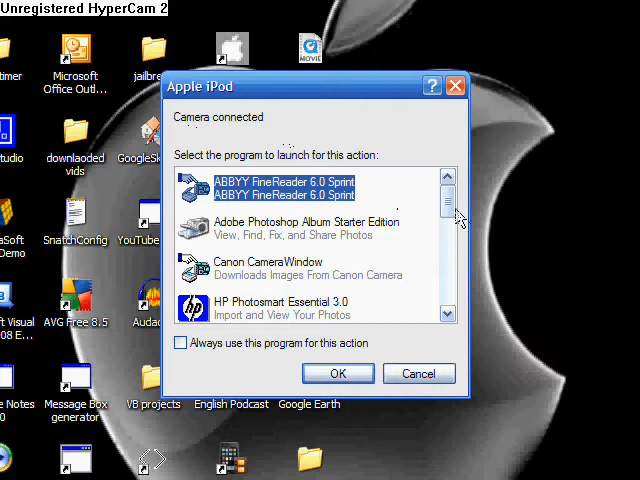 Unregistered HyperCam 2
timer
Microsoft
Office Outl...
jailbre
MOVIE
Apple iPod
Camera connected
Select the program to launch for this action:
ABBYY FineReader 6.0 Sprint
ABBYY FineReader 6.0 Sprint
Adobe Photoshop Album Starter Edition
View, Find, Fix, and Share Photos
Canon CameraWindow
Downloads Images From Canon Camera
hp
HP Photosmart Essential 3.0
Import and View Your Photos
Always use this program for this action
OK
Cancel
tudio
downlaoded
vids
GoogleSk
aSoft
Demo
SnatchConfig
YouTube
ft Visual
08 E...
AVG Free 8.5
Audac
e Notes
0
Message Box
generator
VB projects
English Podcast
Google Earth